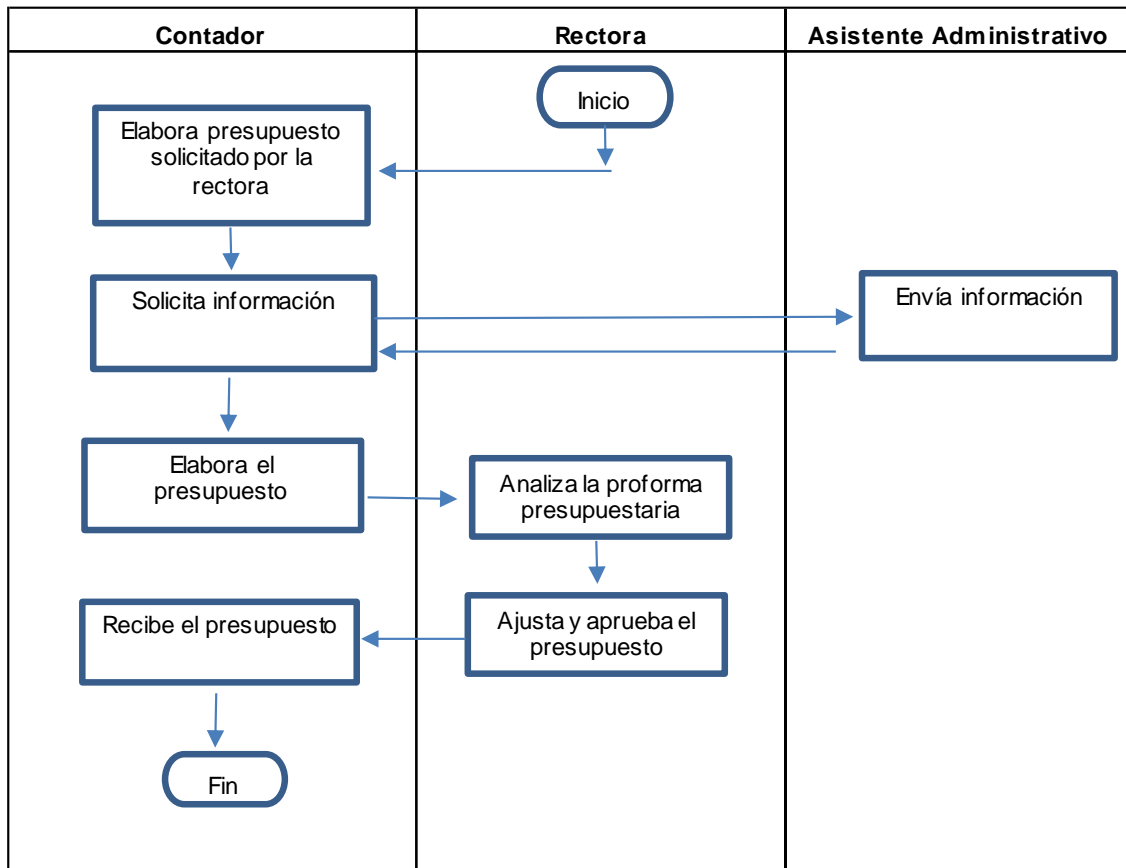 Contador
Rectora
Asistente Administrativo
Inicio
Elabora presupuesto
solicitado por la
rectora
Solicita información
Envía información
Elabora el
presupuesto
Analiza la proforma
presupuestaria
Recibe el presupuesto
Ajusta y aprueba el
presupuesto
Fin